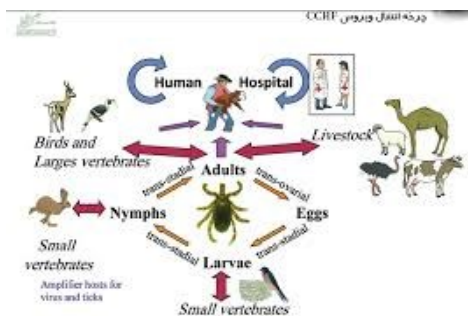 چرخه انتقال ویروس CCHF
Human Hospital
Birds and
Larges vertebrates
Livestock
Adults
trans-stadial
trans-ovarial
Nymphs
Eggs
trans-stadial
trans-stadial
Larvae
Small
vertebrates
Amplifier hosts for
virus and ticks
Small vertebrates